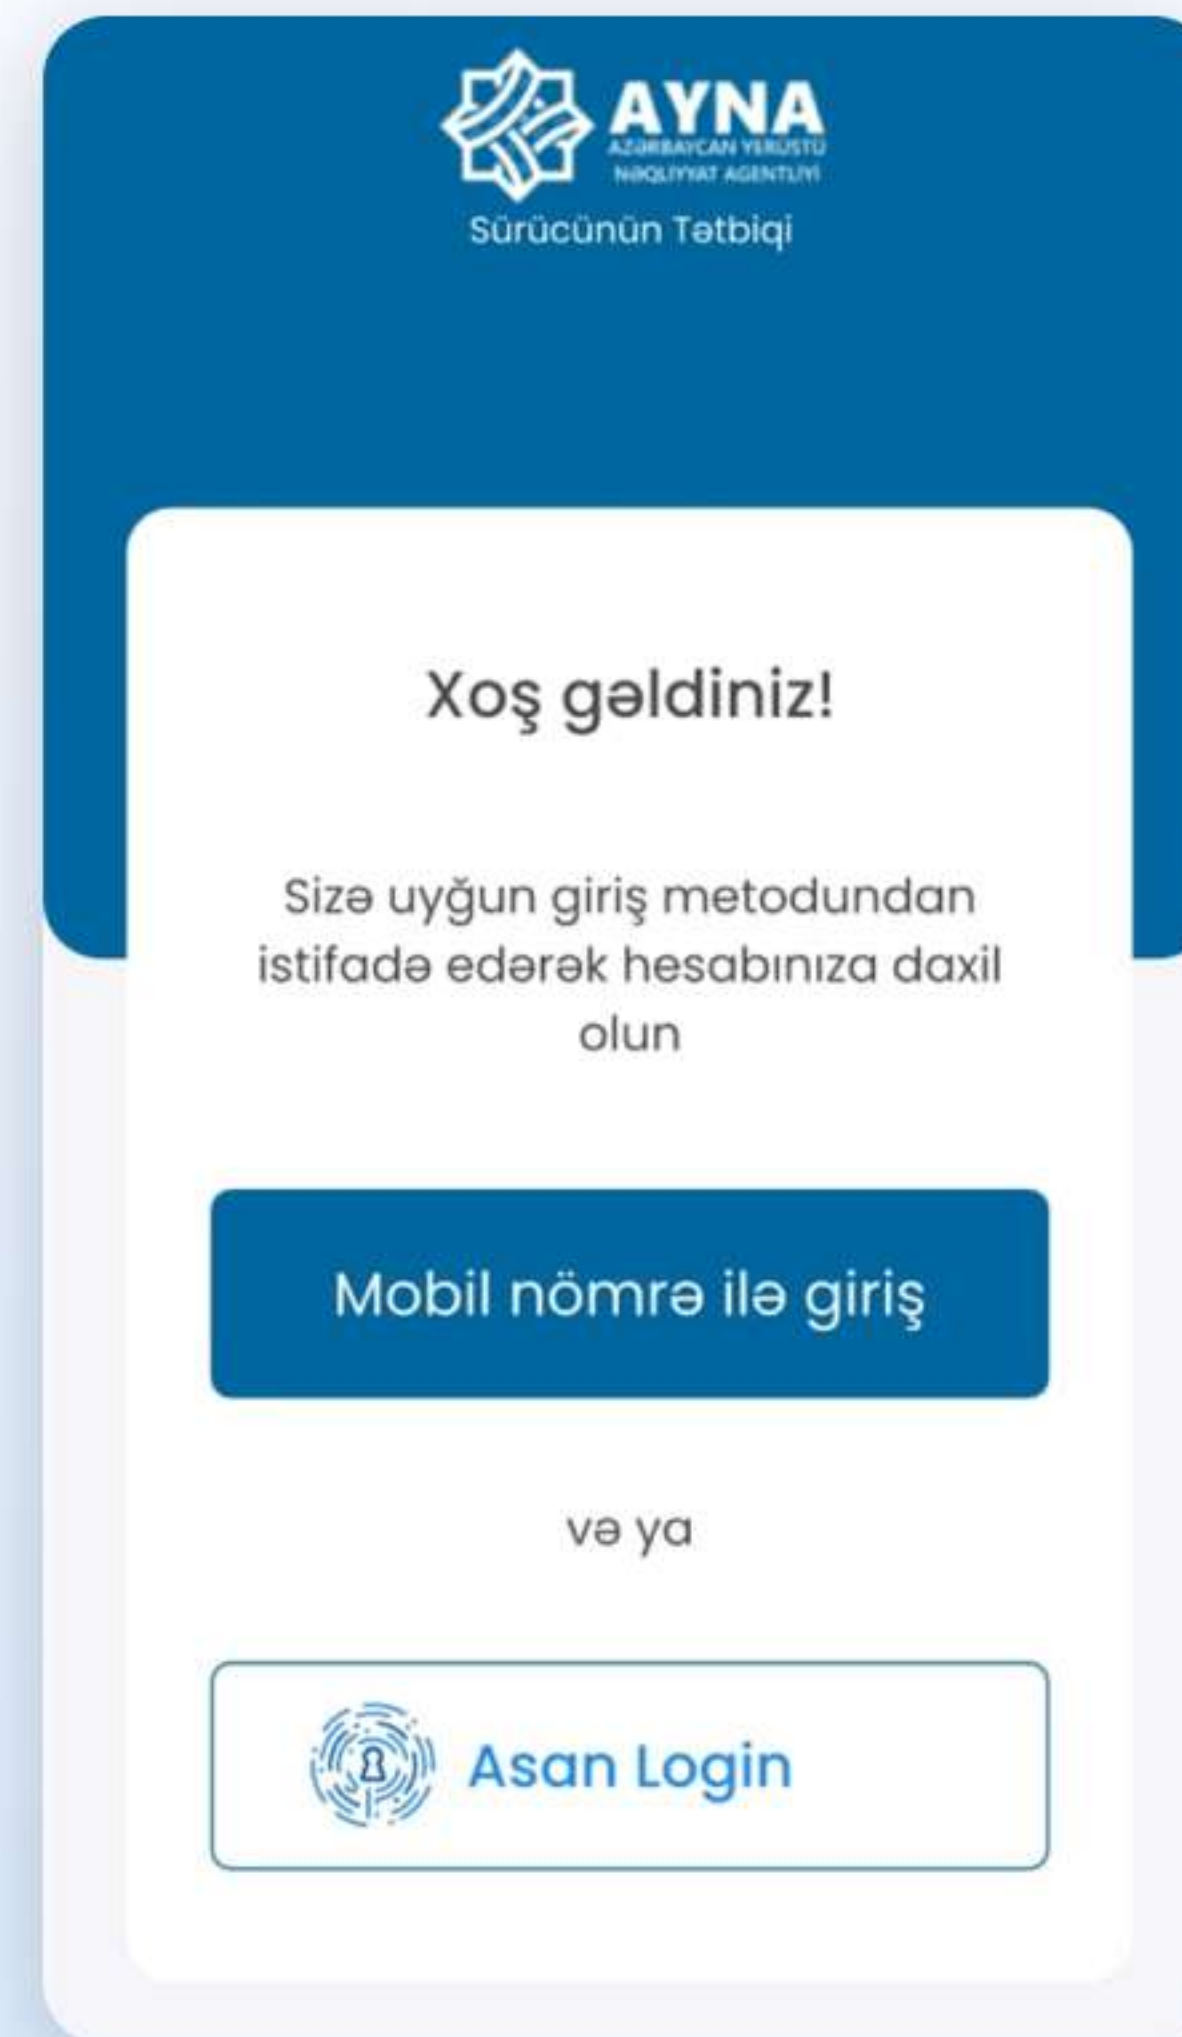 AYNA
AZƏRBAYCAN YERÜSTÜ
NƏQLİYYAT AGENTLİYİ
Sürücünün Tətbiqi
Xoş gəldiniz!
Sizə uyğun giriş metodundan
istifadə edərək hesabınıza daxil
olun
Mobil nömrə ilə giriş
və ya
Asan Login